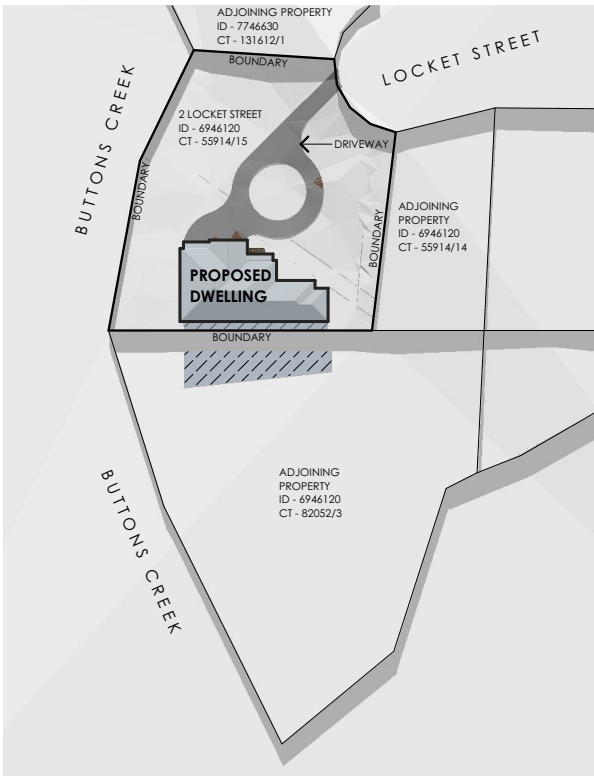 ADJOINING PROPERTY
ID - 7746630
CT - 131612/1
BOUNDARY
LOCKET STREET
BUTTONS CREEK
2 LOCKET STREET
ID - 6946120
CT - 55914/15
DRIVEWAY
BOUNDARY
ADJOINING
PROPERTY
ID - 6946120
CT - 55914/14
BOUNDARY
PROPOSED
DWELLING
BOUNDARY
ADJOINING
PROPERTY
ID - 6946120
CT - 82052/3
BUTTONS CREEK